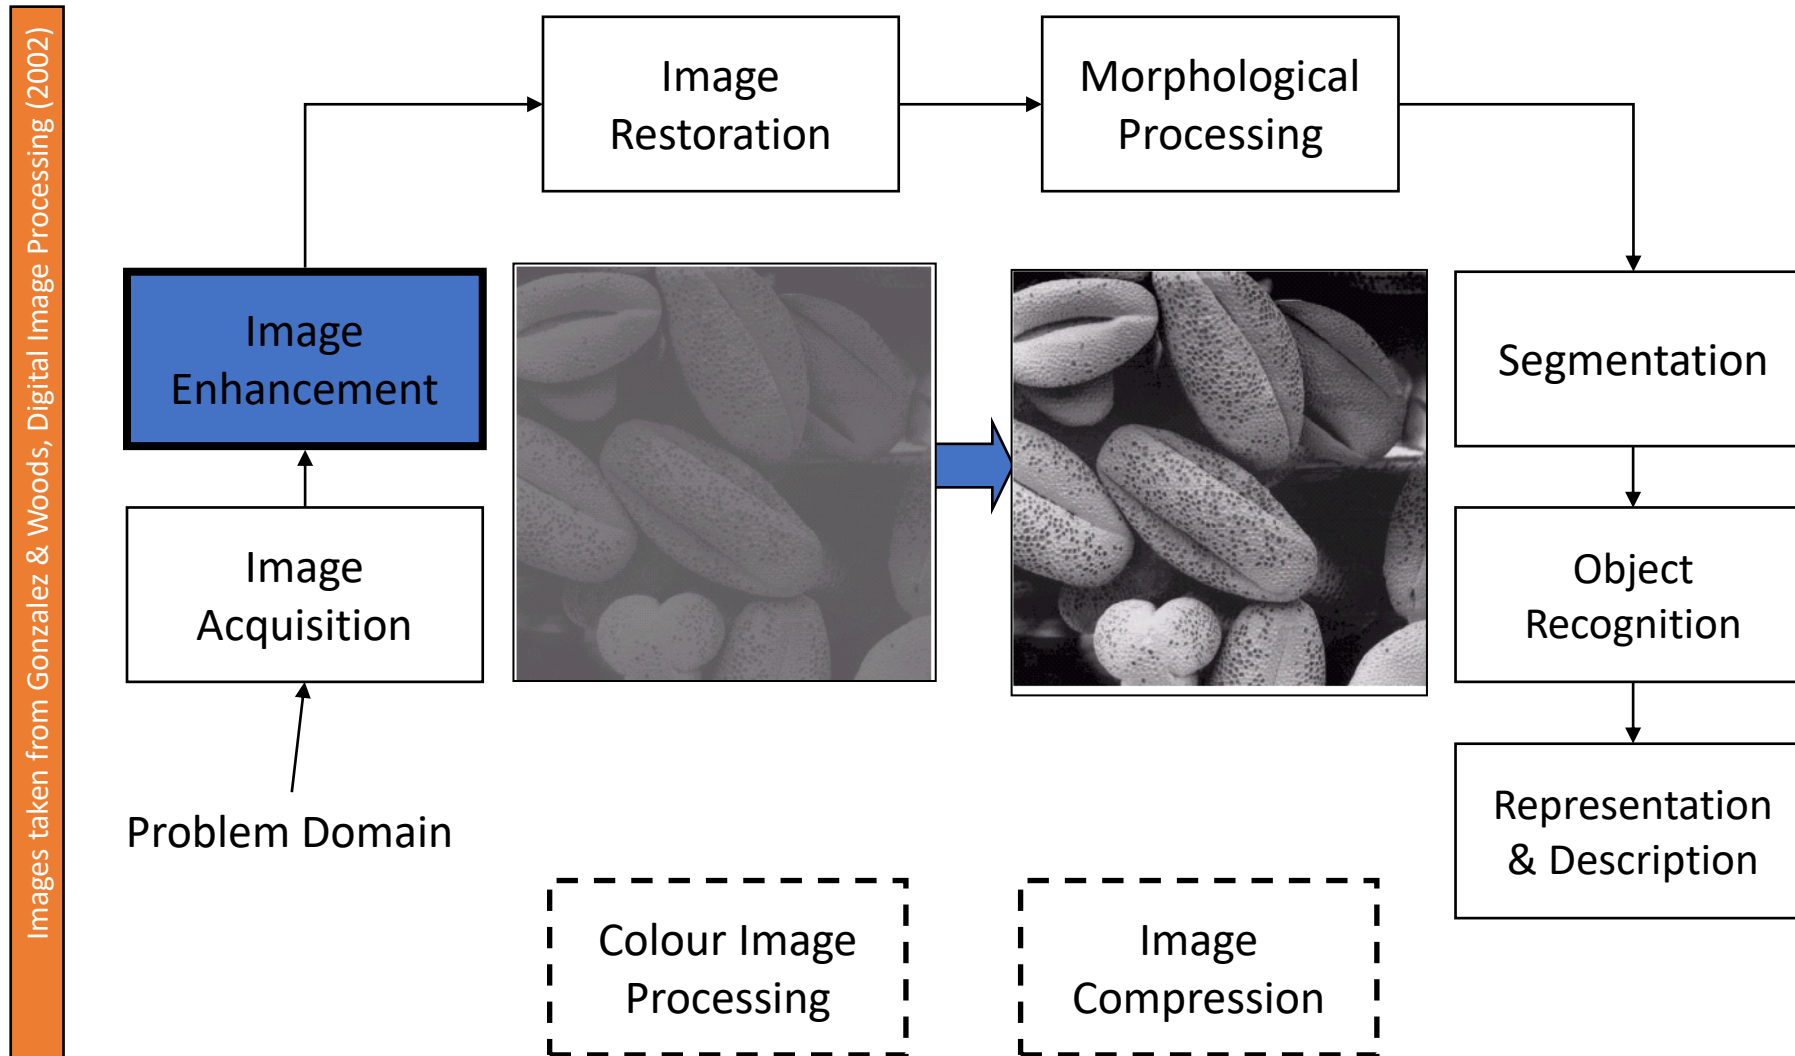 Images taken from Gonzalez & Woods, Digital Image Processing (2002)
Image
Restoration
Morphological
Processing
Image
Enhancement
Segmentation
Image
Acquisition
Object
Recognition
Problem Domain
Representation
& Description
Colour Image
Processing
Image
Compression